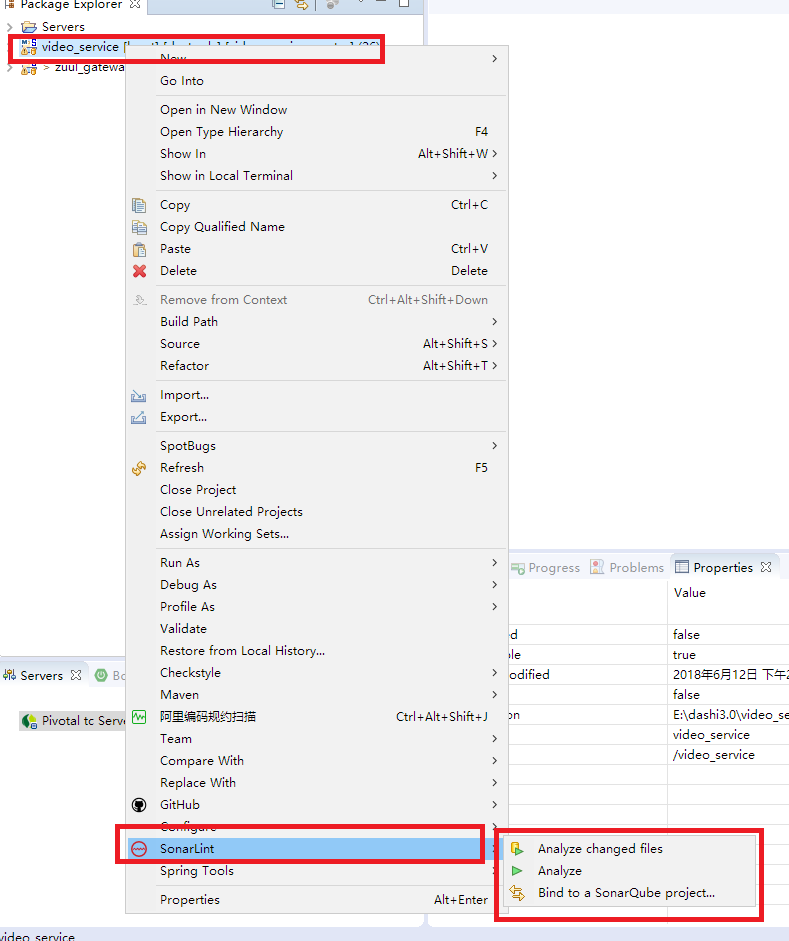 Package Explorer
Servers
video_service
> zuul_gatewa
New
Go Into
Open in New Window
Open Type Hierarchy F4
Show In Alt+Shift+W
Show in Local Terminal
Copy Ctrl+C
Copy Qualified Name
Paste Ctrl+V
Delete Delete
Remove from Context Ctrl+Alt+Shift+Down
Build Path
Source Alt+Shift+S
Refactor Alt+Shift+T
Import...
Export...
SpotBugs
Refresh F5
Close Project
Close Unrelated Projects
Assign Working Sets...
Run As
Debug As
Profile As
Validate
Restore from Local History...
Checkstyle
Maven
阿里编码规约扫描 Ctrl+Alt+Shift+J
Team
Compare With
Replace With
GitHub
Configure
SonarLint
Spring Tools
Properties Alt+Enter
Analyze changed files
Analyze
Bind to a SonarQube project...
Progress Problems Properties
Value
false
true
2018年6月12日 下午2
false
E:\dashi3.0\video_se
video_service
/video_service
Servers Bo
Pivotal tc Serve
video_service